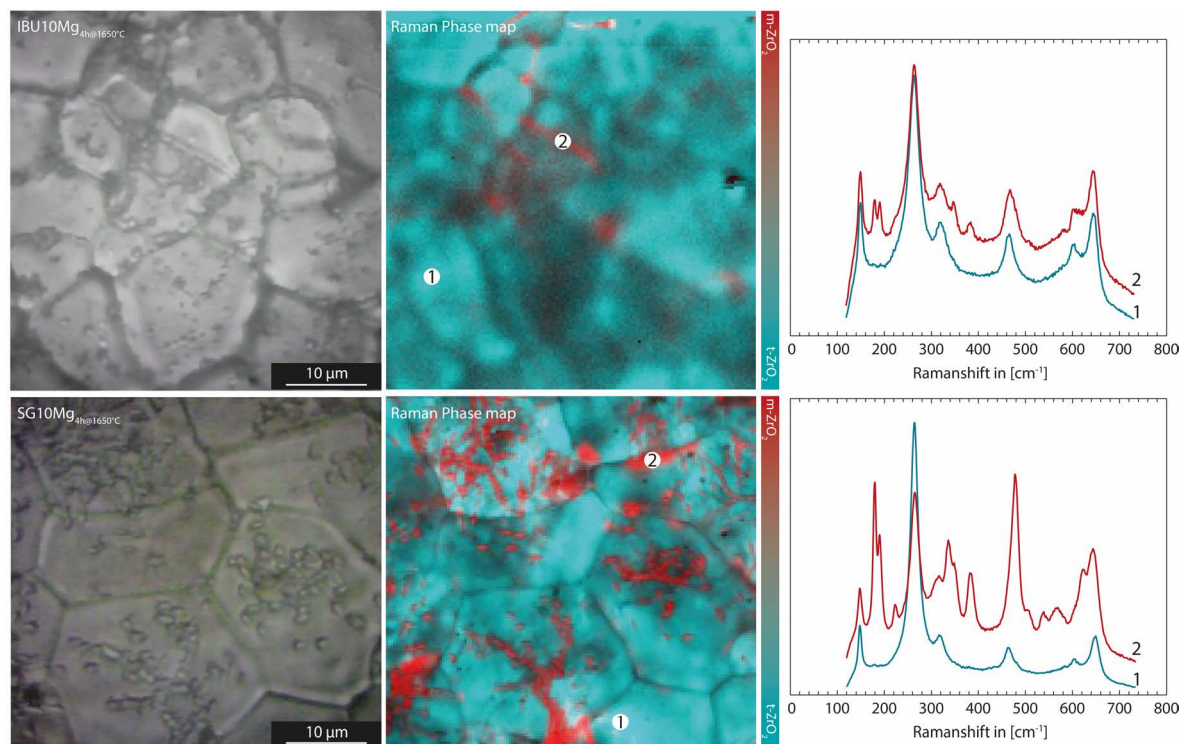 IBU10Mg4h@1650°C
Raman Phase map
m-ZrO2
t-ZrO2
2
1
10 µm
2
1
0 100 200 300 400 500 600 700 800
Ramanshift in [cm-1]
SG10Mg4h@1650°C
Raman Phase map
m-ZrO2
t-ZrO2
2
1
10 µm
2
1
0 100 200 300 400 500 600 700 800
Ramanshift in [cm-1]